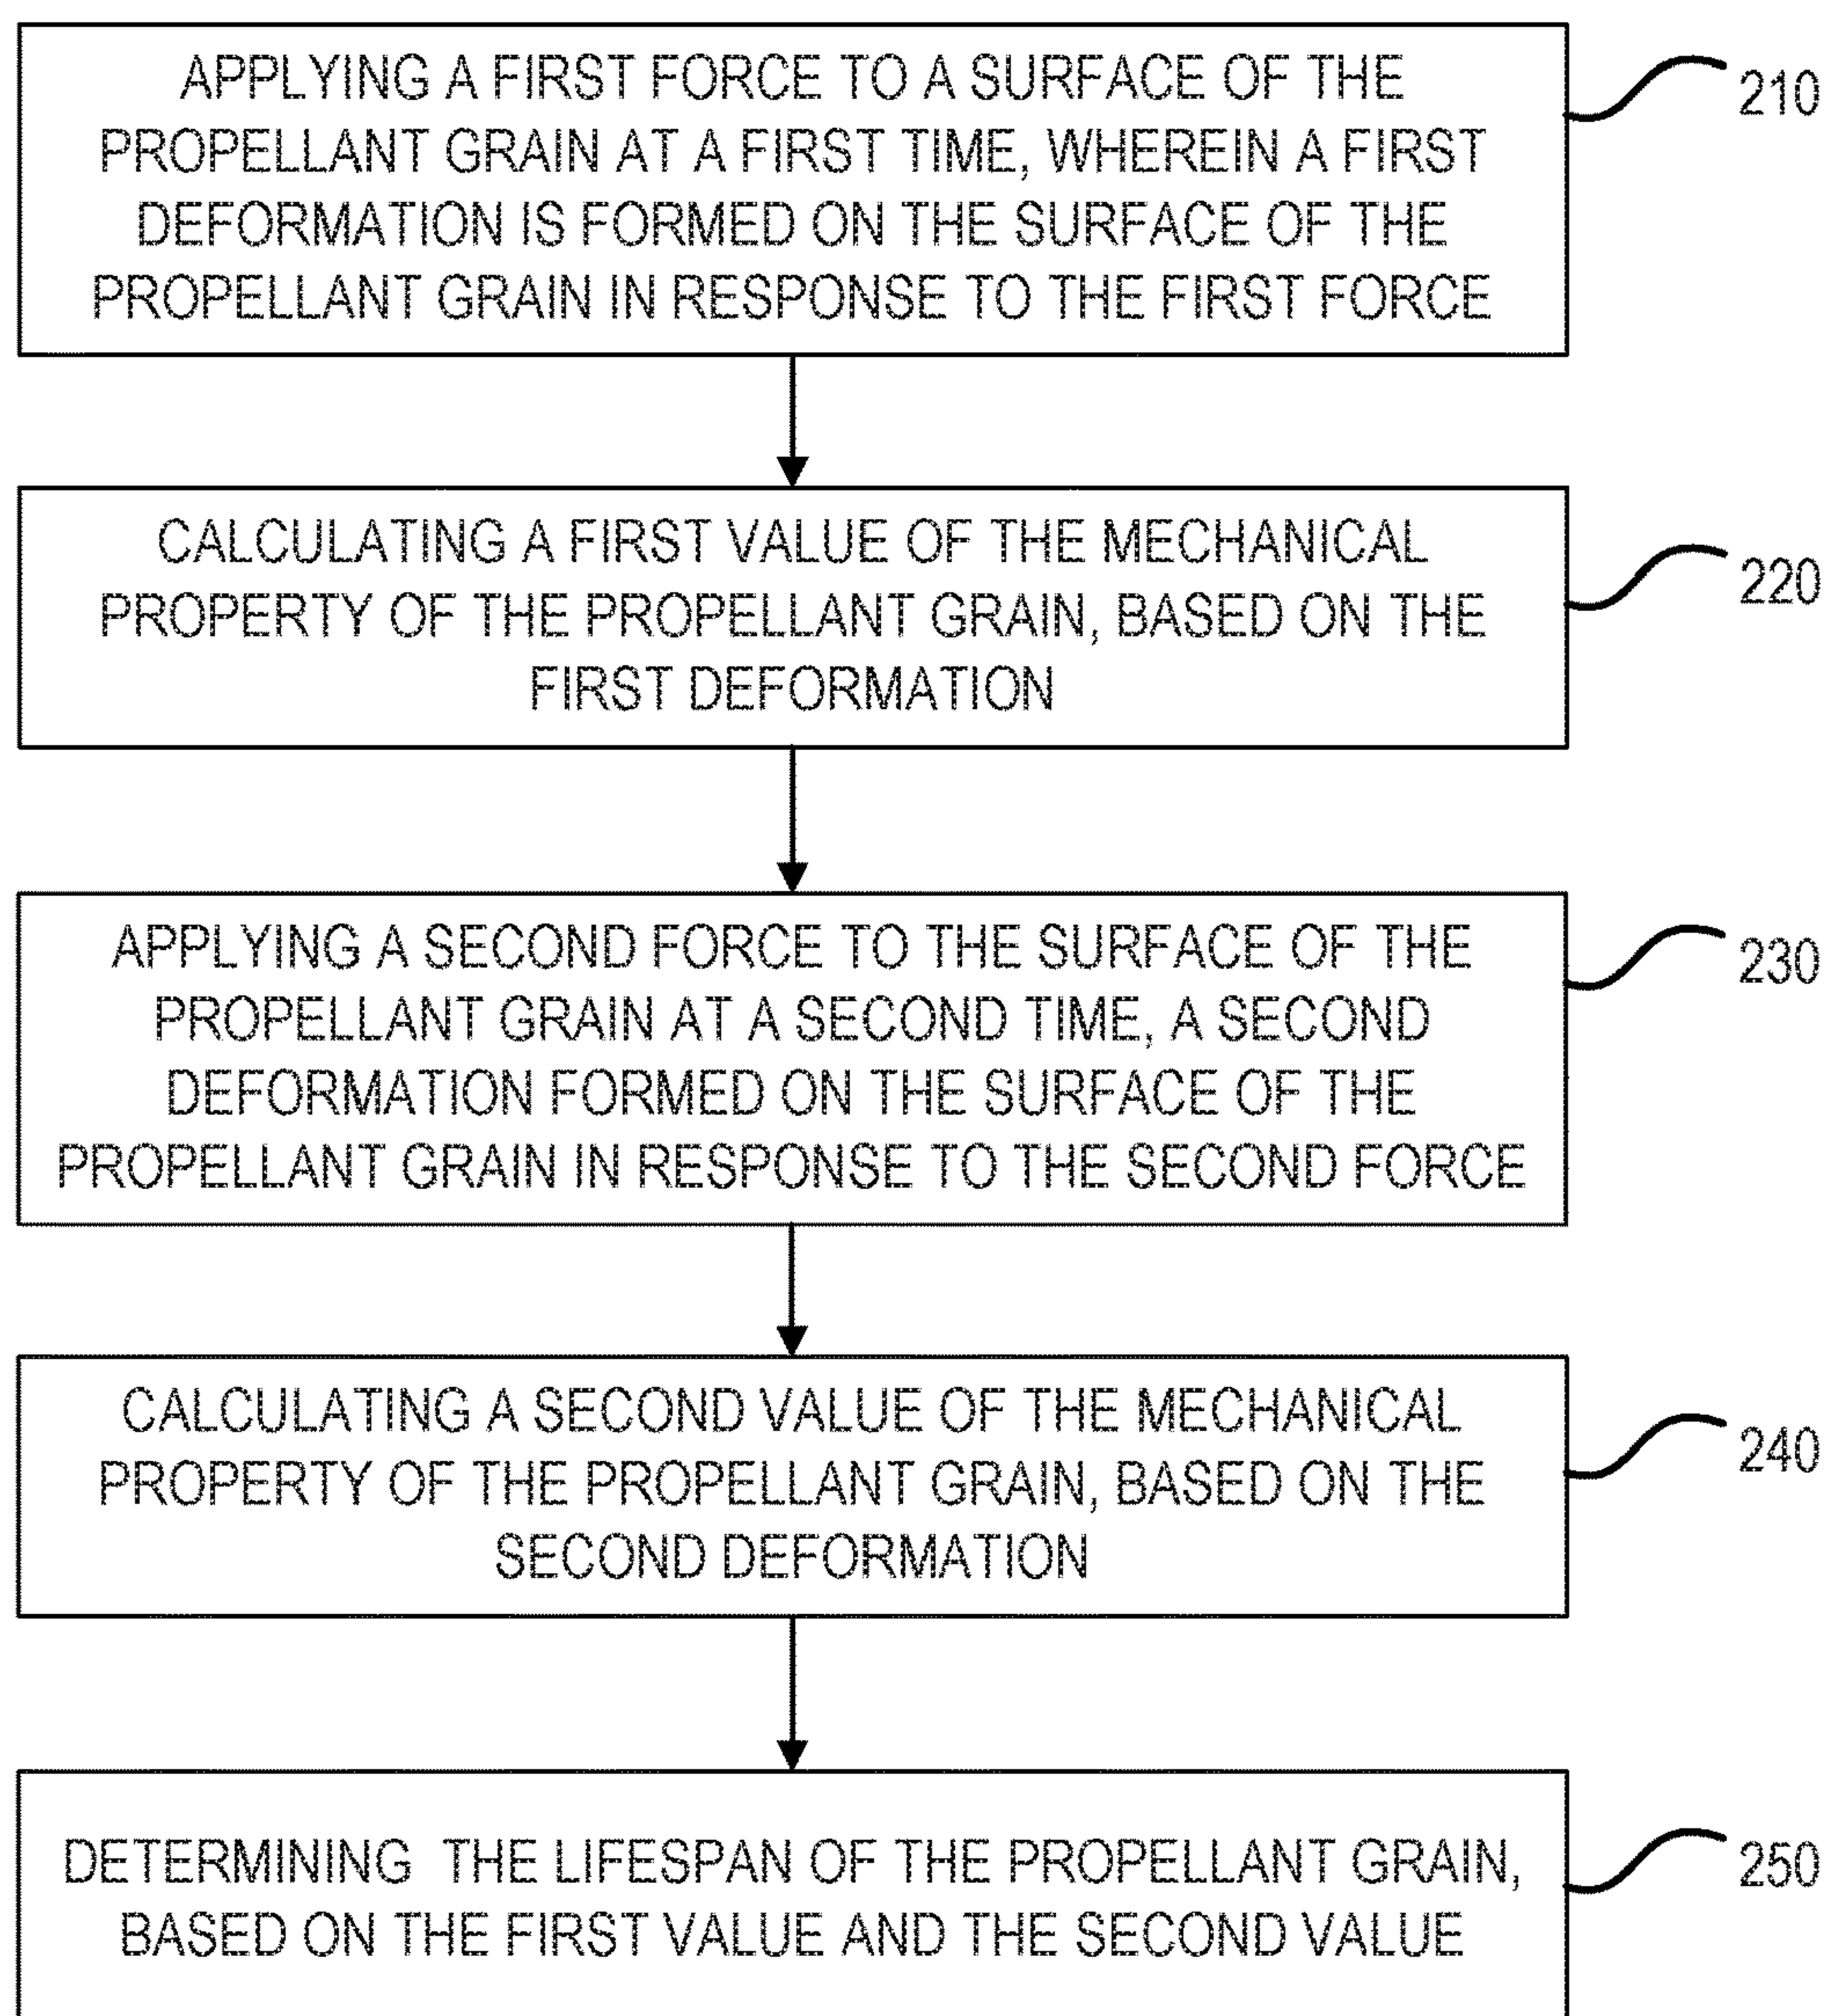 APPLYING A FIRST FORCE TO A SURFACE OF THE
PROPELLANT GRAIN AT A FIRST TIME, WHEREIN A FIRST
DEFORMATION IS FORMED ON THE SURFACE OF THE
PROPELLANT GRAIN IN RESPONSE TO THE FIRST FORCE
210
CALCULATING A FIRST VALUE OF THE MECHANICAL
PROPERTY OF THE PROPELLANT GRAIN, BASED ON THE
FIRST DEFORMATION
220
APPLYING A SECOND FORCE TO THE SURFACE OF THE
PROPELLANT GRAIN AT A SECOND TIME, A SECOND
DEFORMATION FORMED ON THE SURFACE OF THE
PROPELLANT GRAIN IN RESPONSE TO THE SECOND FORCE
230
CALCULATING A SECOND VALUE OF THE MECHANICAL
PROPERTY OF THE PROPELLANT GRAIN, BASED ON THE
SECOND DEFORMATION
240
DETERMINING THE LIFESPAN OF THE PROPELLANT GRAIN,
BASED ON THE FIRST VALUE AND THE SECOND VALUE
250